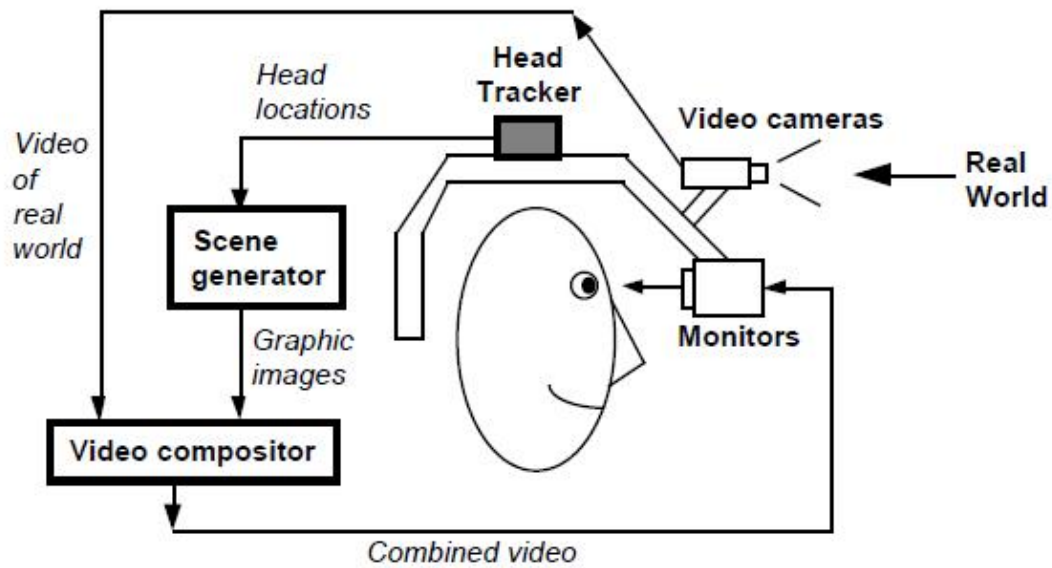 Head
Tracker
Head
locations
Video cameras
Video
of
real
world
Real
World
Scene
generator
Monitors
Graphic
images
Video compositor
Combined video